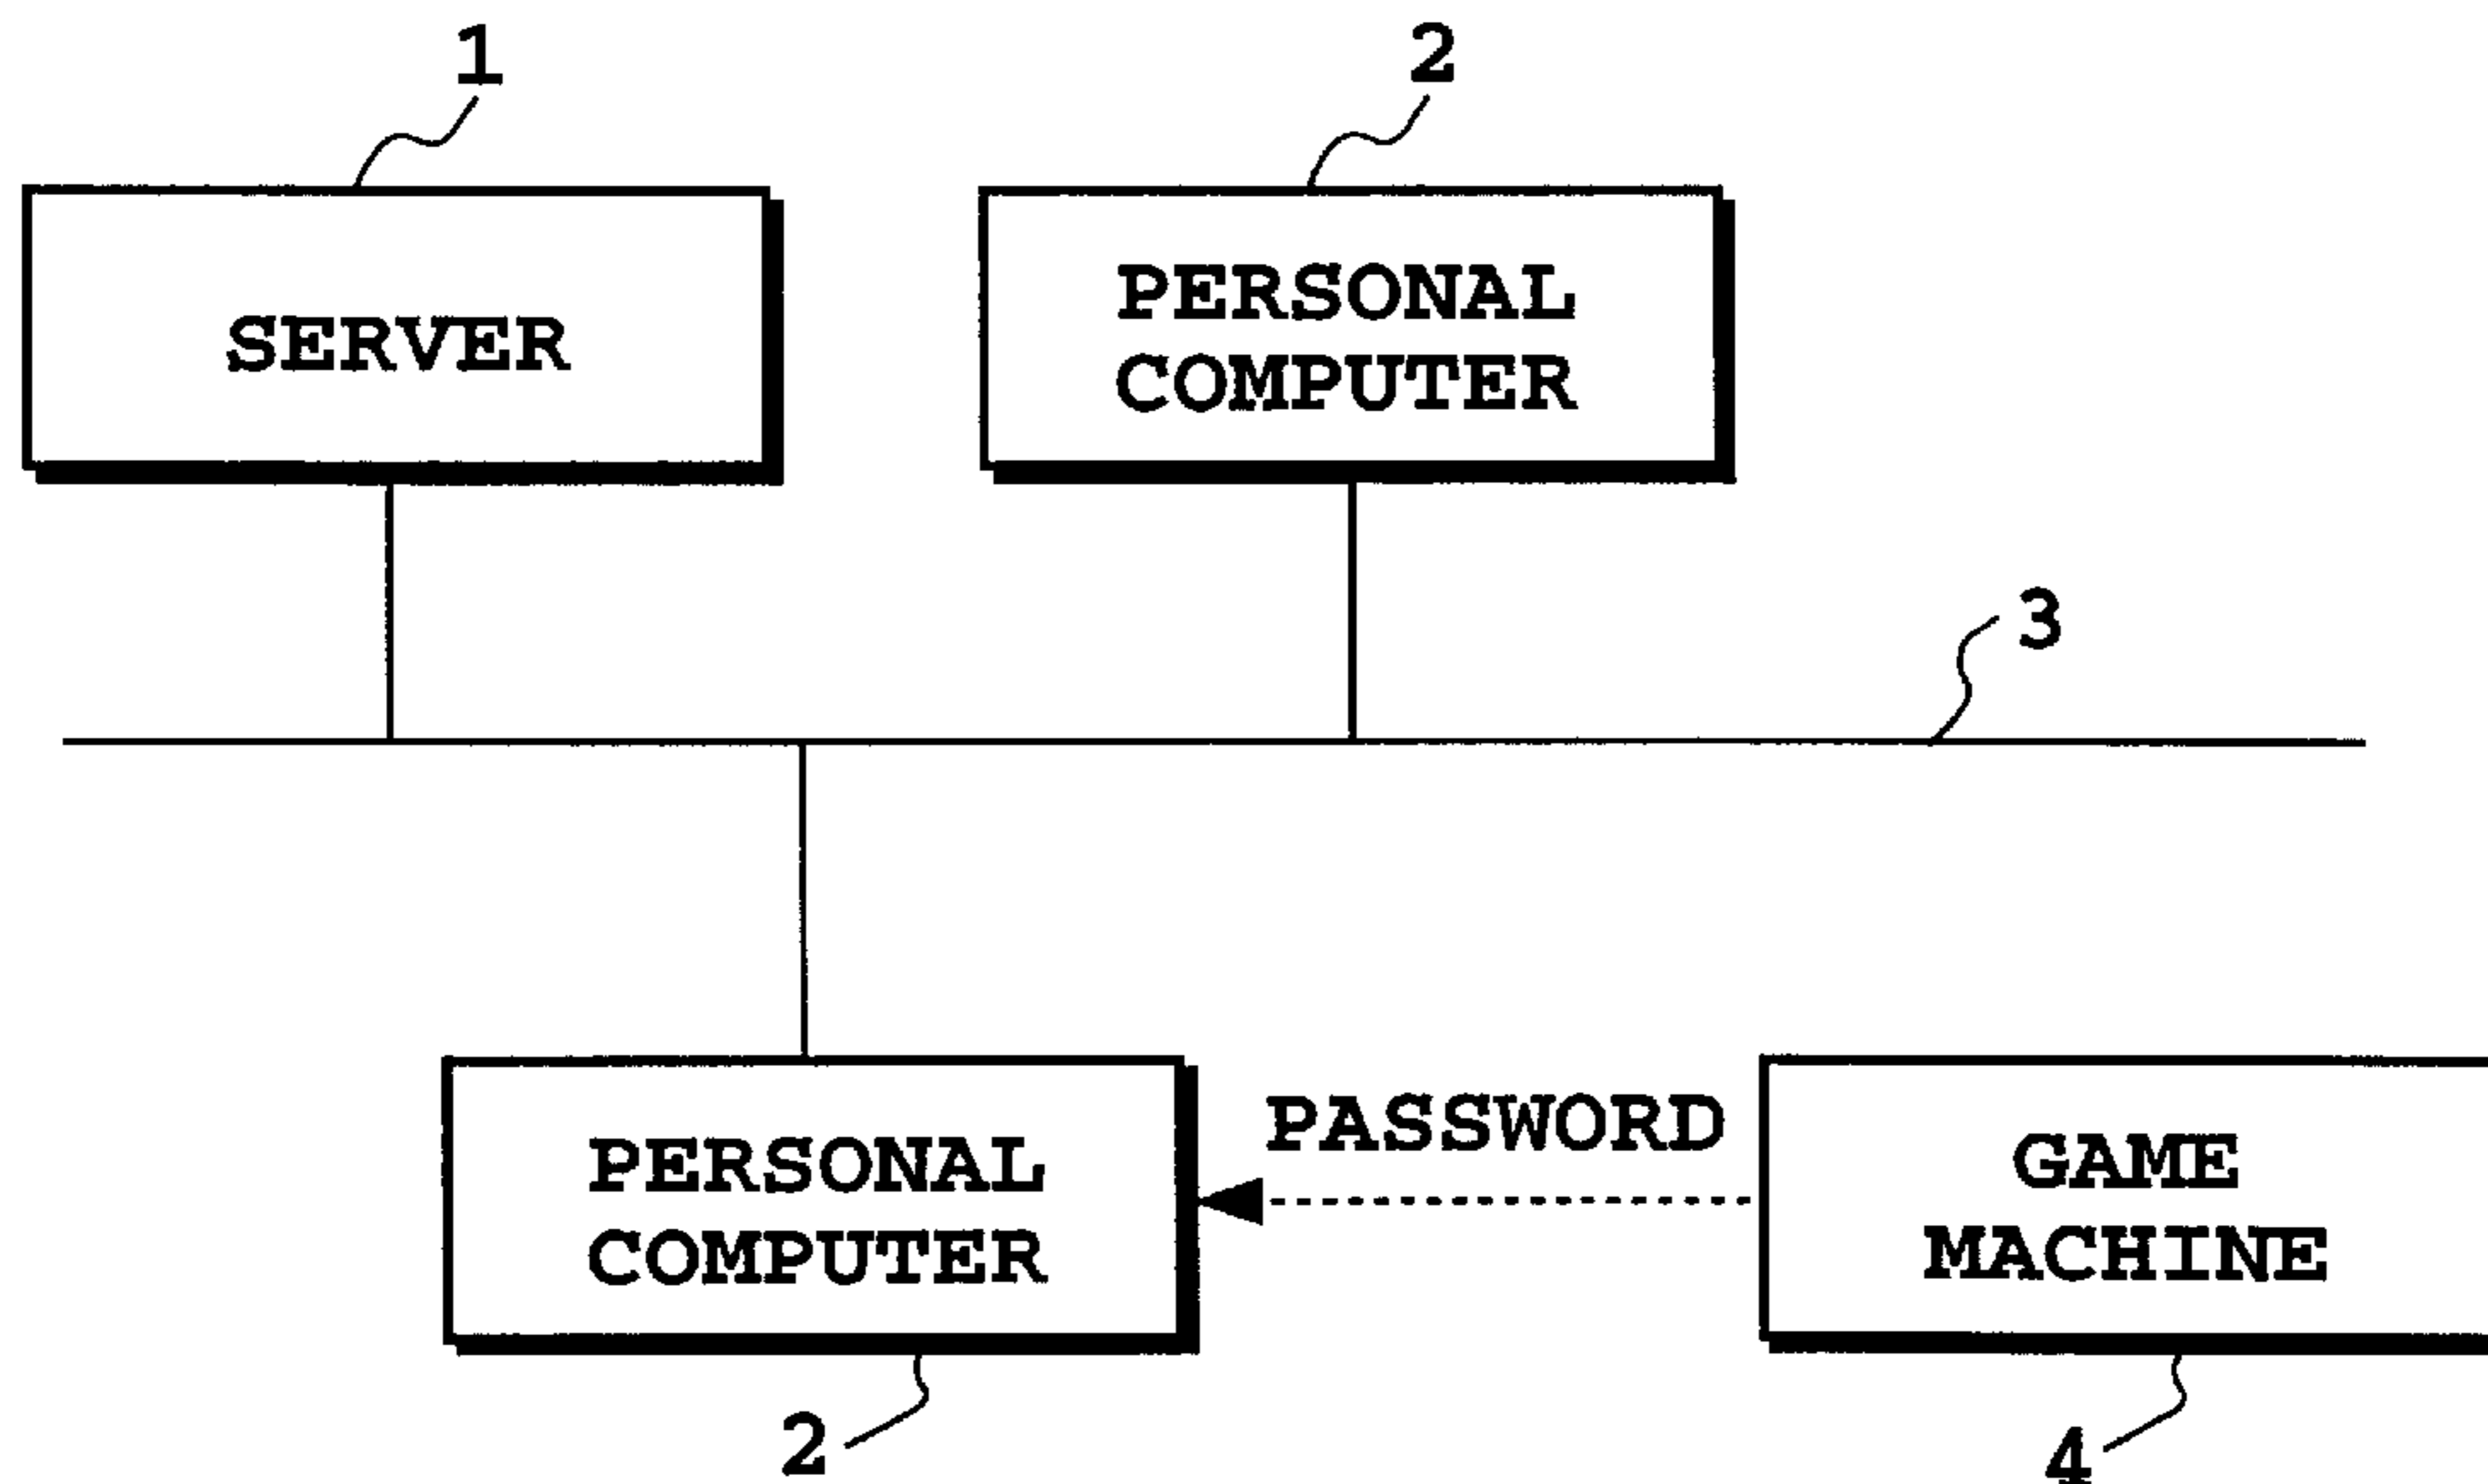 1
2
SERVER
PERSONAL
COMPUTER
3
PERSONAL
COMPUTER
PASSWORD
GAME
MACHINE
2
4